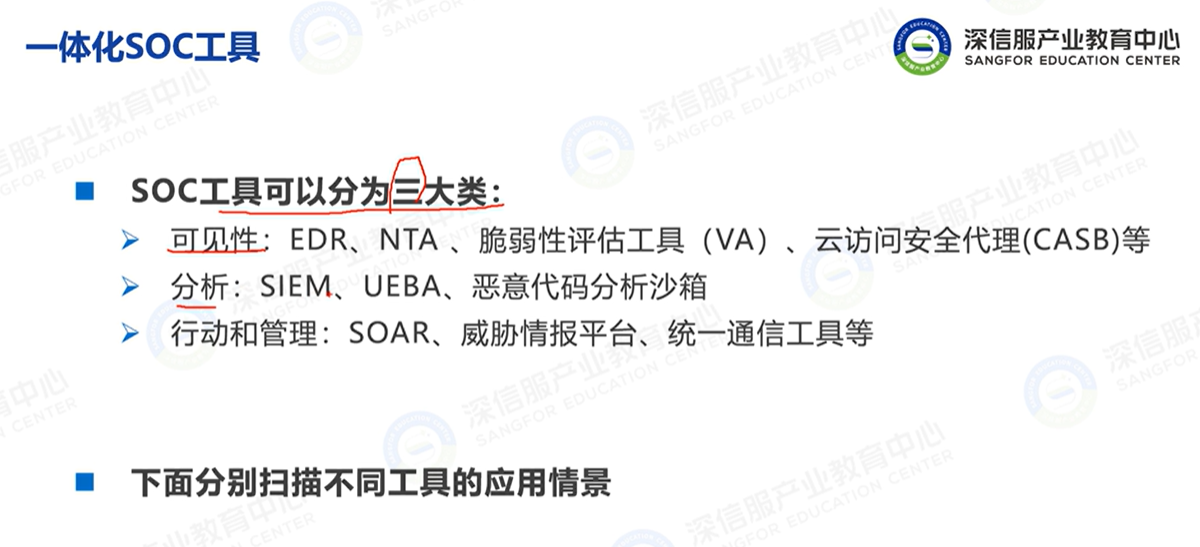 一体化SOC工具
深信服产业教育中心
SANGFOR EDUCATION CENTER
■ SOC工具可以分为三大类：
➢ 可见性：EDR、NTA 、脆弱性评估工具（VA）、云访问安全代理(CASB)等
➢ 分析：SIEM、UEBA、恶意代码分析沙箱
➢ 行动和管理：SOAR、威胁情报平台、统一通信工具等
■ 下面分别扫描不同工具的应用情景